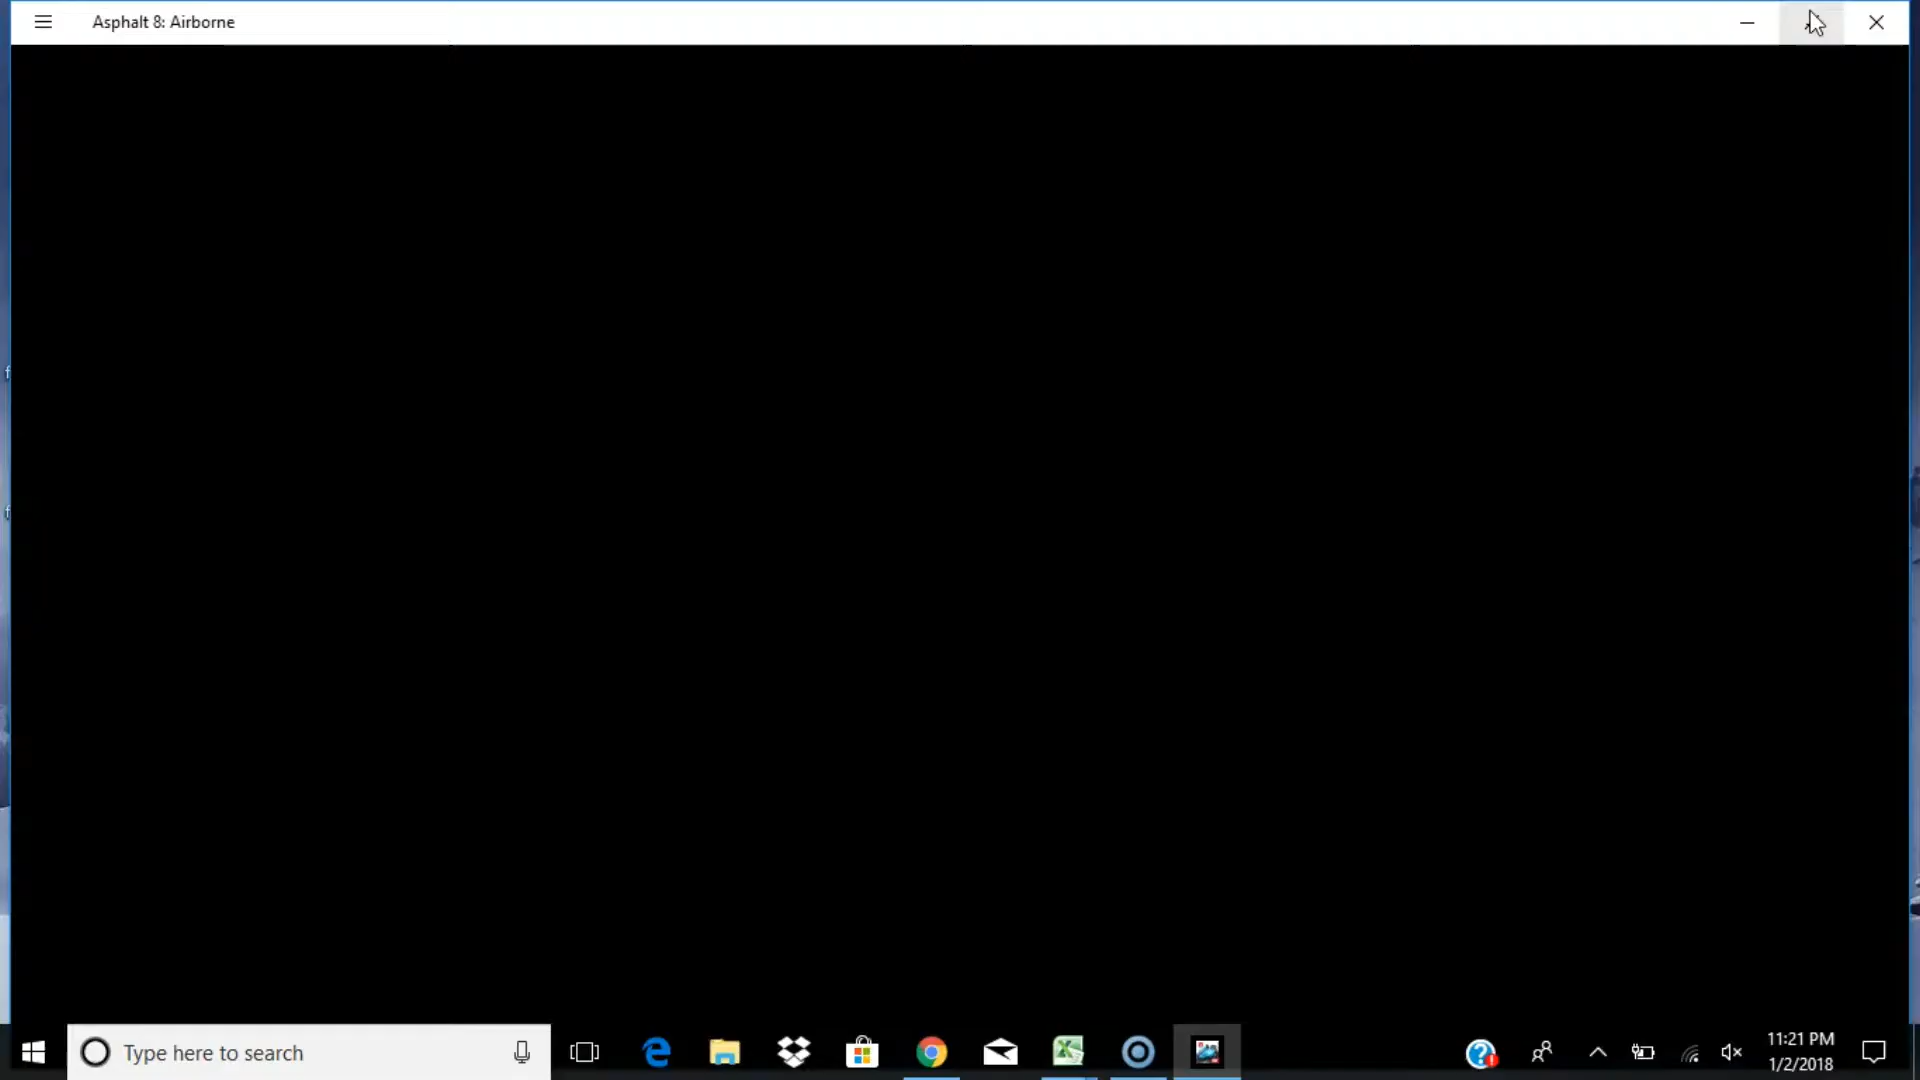 Asphalt 8: Airborne
f
f
Type here to search
11:21 PM
1/2/2018